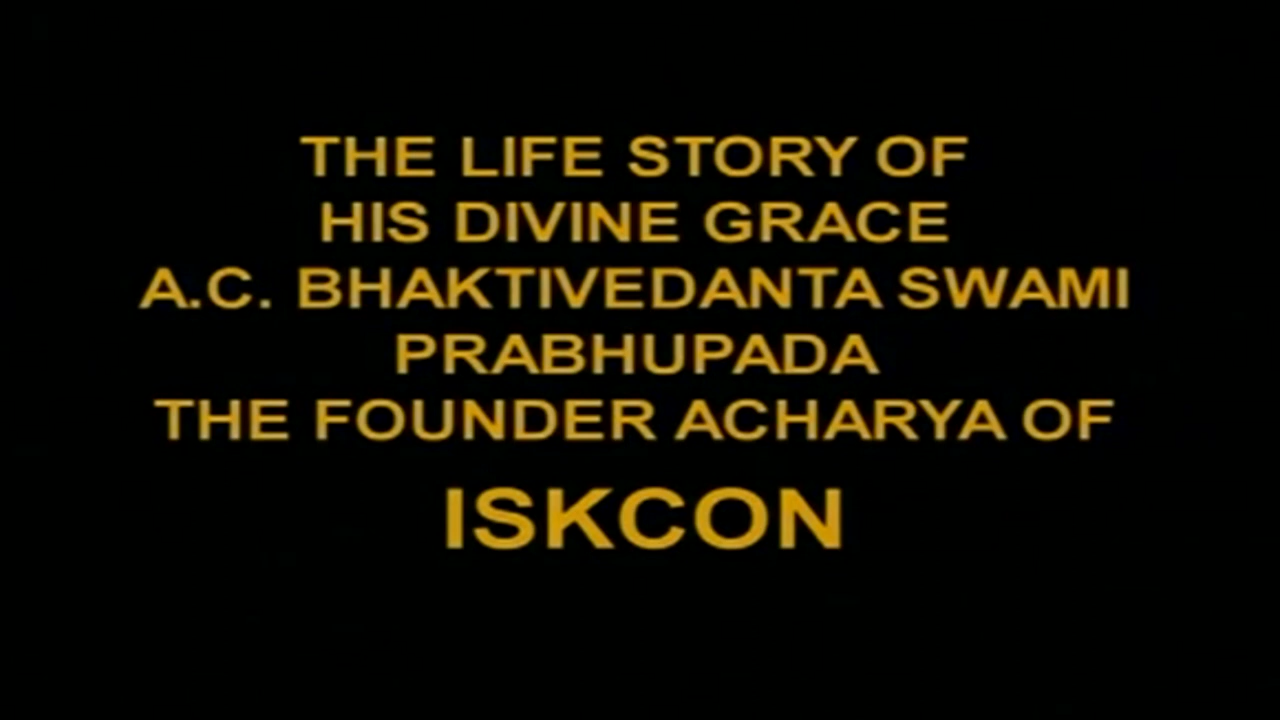 THE LIFE STORY OF
HIS DIVINE GRACE
A.C. BHAKTIVEDANTA SWAMI
PRABHUPADA
THE FOUNDER ACHARYA OF
ISKCON